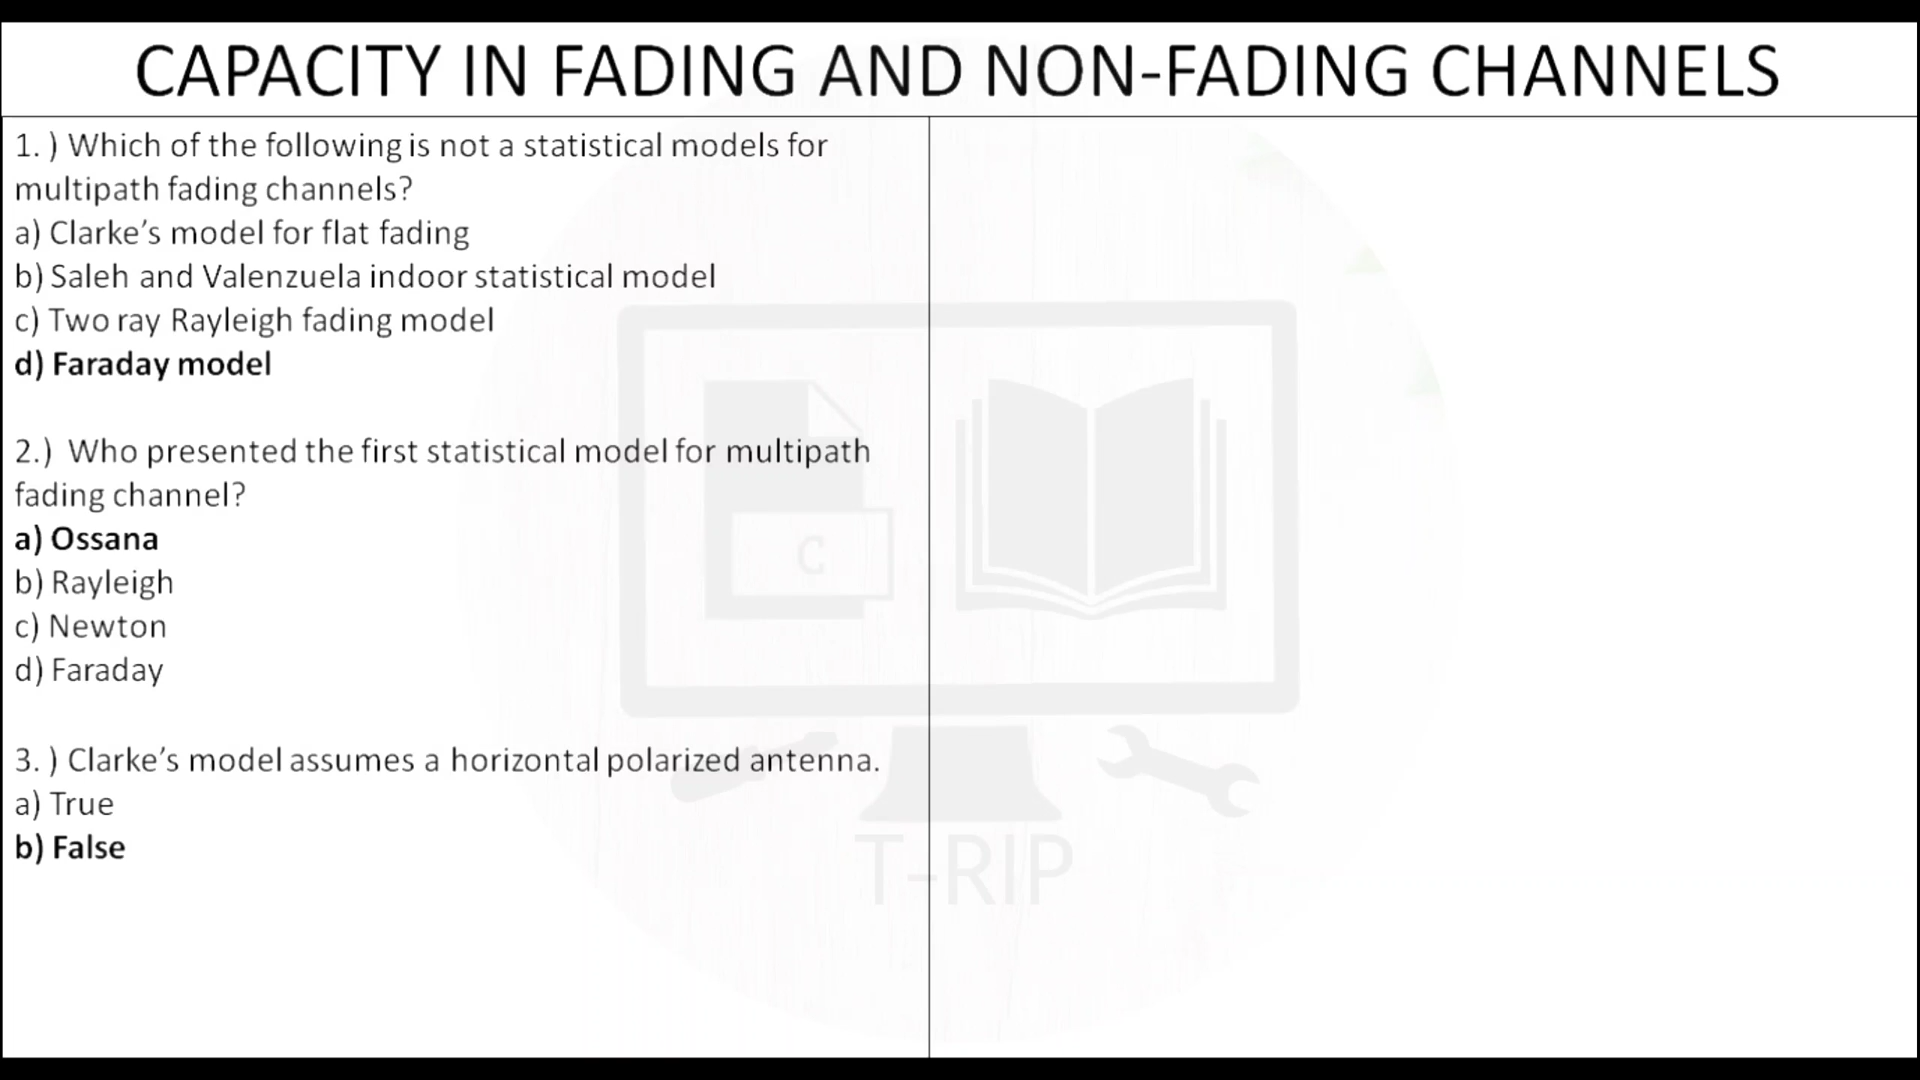 CAPACITY IN FADING AND NON-FADING CHANNELS
1. ) Which of the following is not a statistical models for
multipath fading channels?
a) Clarke’s model for flat fading
b) Saleh and Valenzuela indoor statistical model
c) Two ray Rayleigh fading model
d) Faraday model
2.) Who presented the first statistical model for multipath
fading channel?
a) Ossana
b) Rayleigh
c) Newton
d) Faraday
3. ) Clarke’s model assumes a horizontal polarized antenna.
a) True
b) False
C
T-RIP